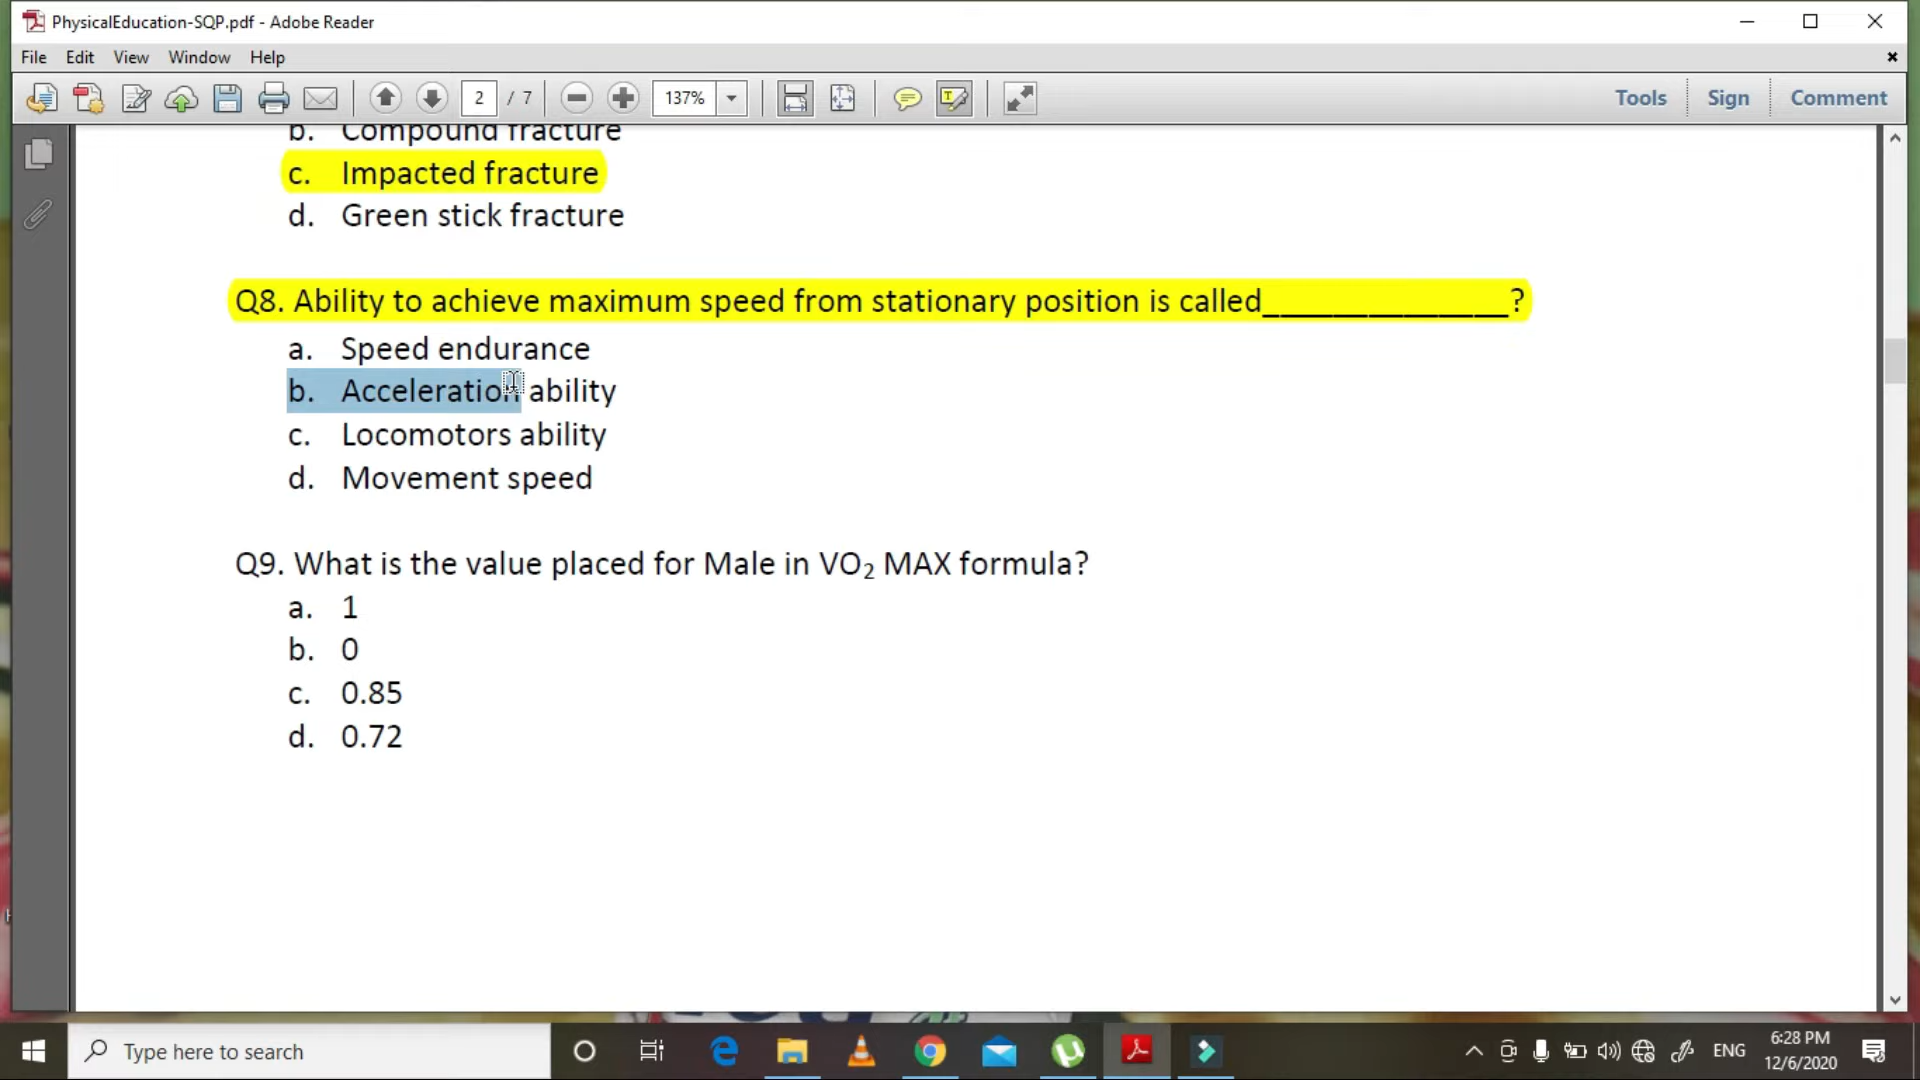 PhysicalEducation-SQP.pdf - Adobe Reader
File Edit View Window Help
2 / 7 137% Tools Sign Comment
b. Compound fracture
c. Impacted fracture
d. Green stick fracture
Q8. Ability to achieve maximum speed from stationary position is called______________?
a. Speed endurance
b. Acceleration ability
c. Locomotors ability
d. Movement speed
Q9. What is the value placed for Male in VO₂ MAX formula?
a. 1
b. 0
c. 0.85
d. 0.72
Type here to search
ENG
6:28 PM
12/6/2020